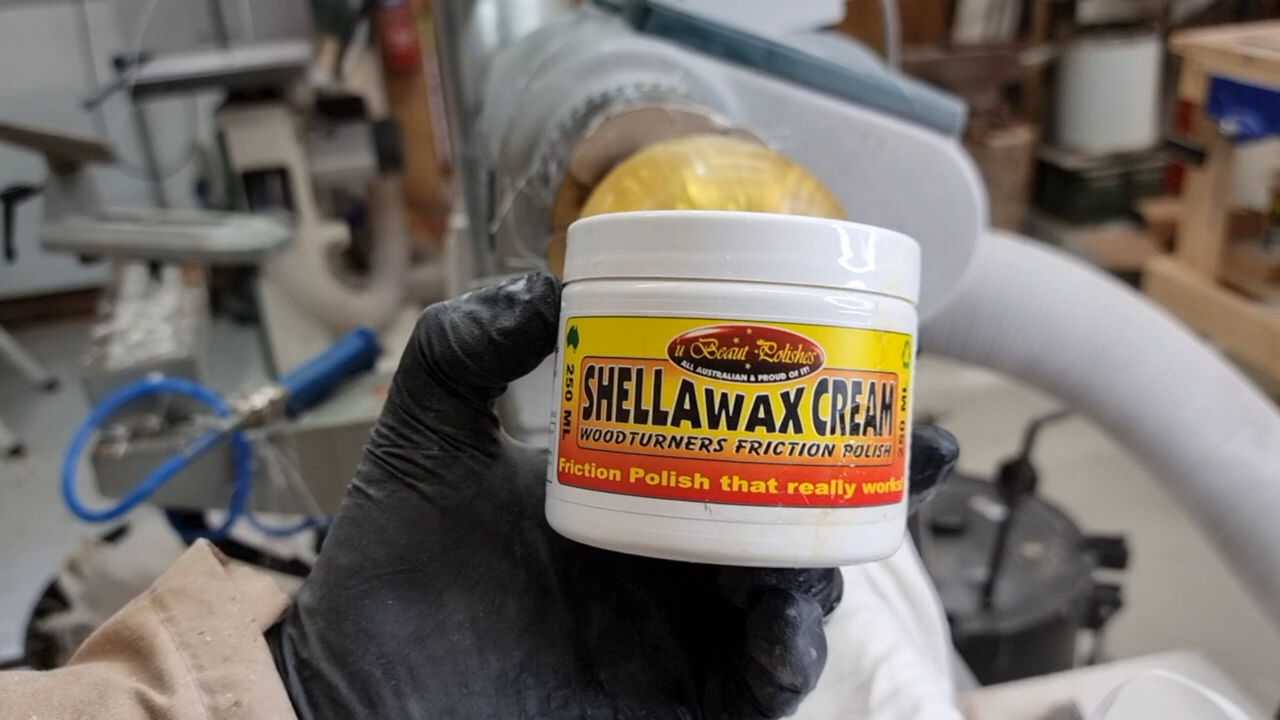 u Beaut Polishes
ALL AUSTRALIAN & PROUD OF IT!
250 ML
SHELLAWAX CREAM
250 ML
WOODTURNERS FRICTION POLISH
Friction Polish that really works!